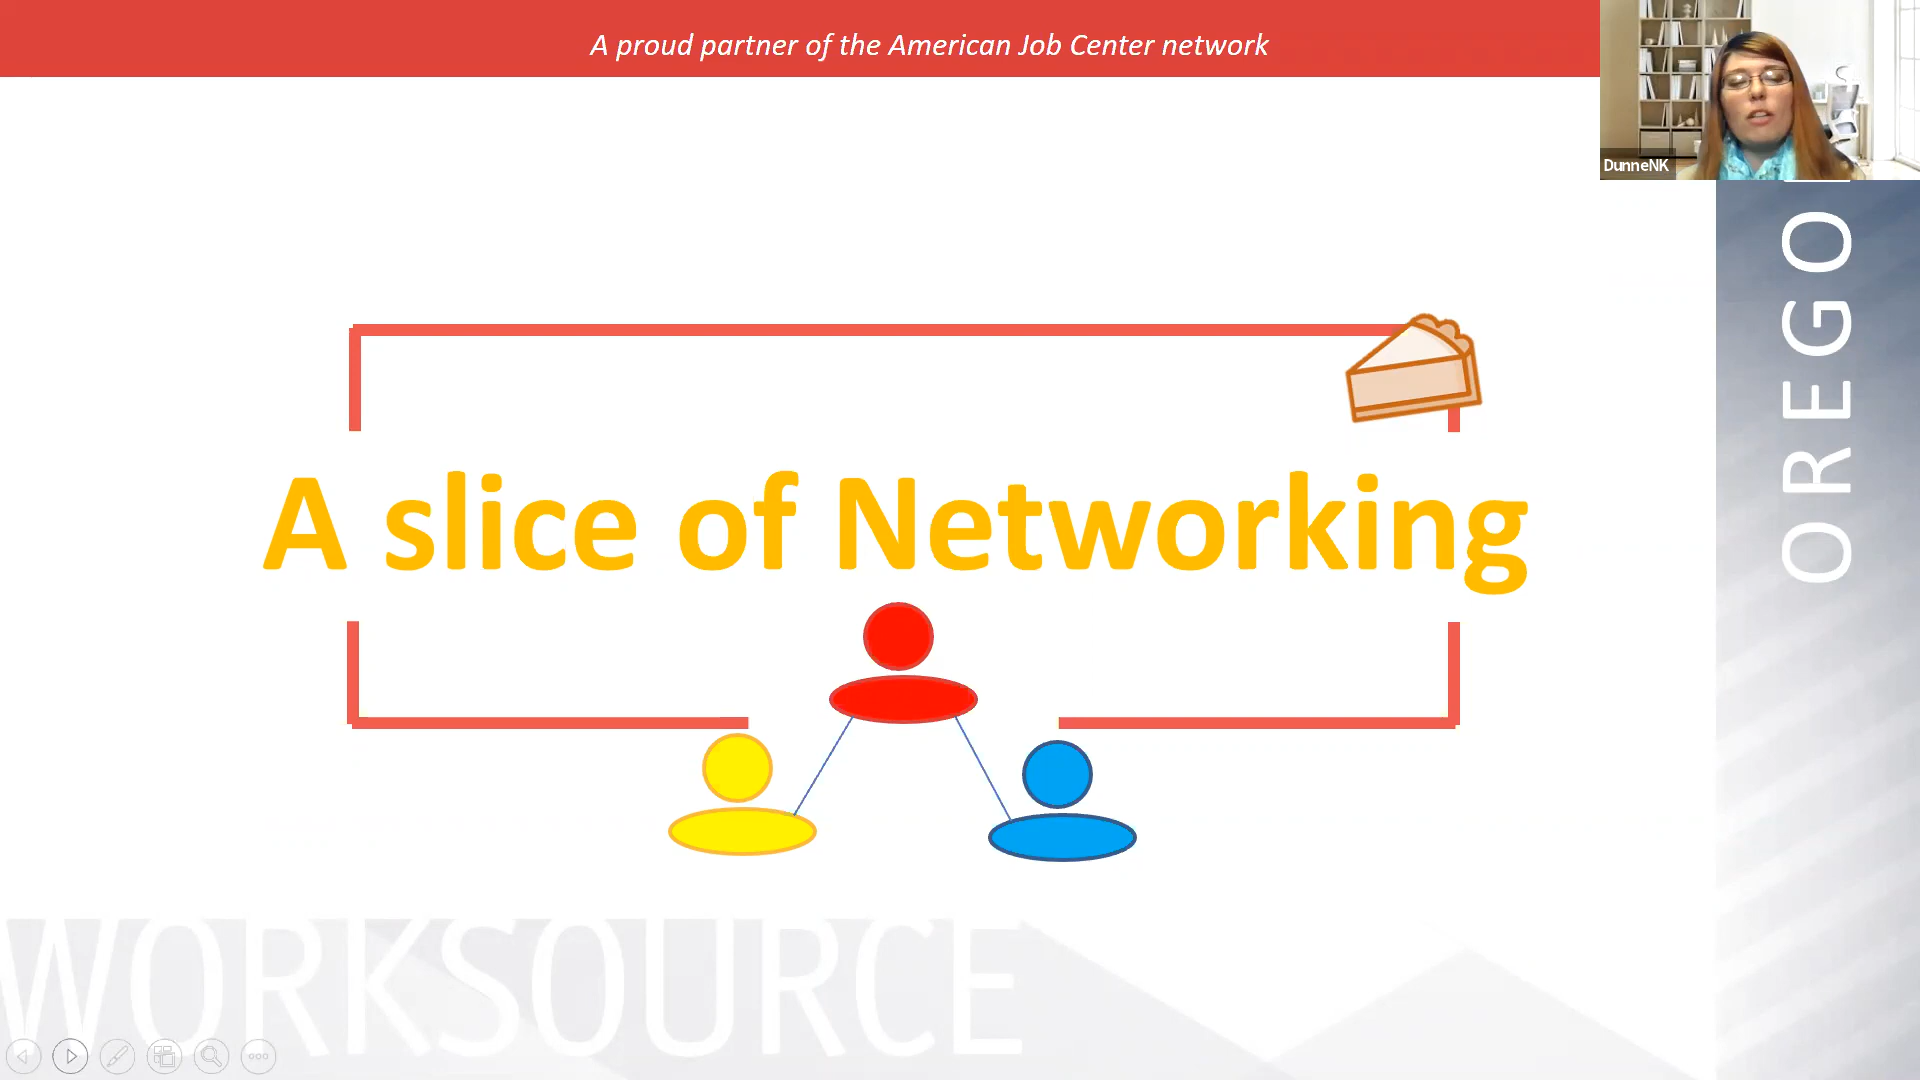 A proud partner of the American Job Center network
DunneNK
OREGO
A slice of Networking
WORKSOURCE